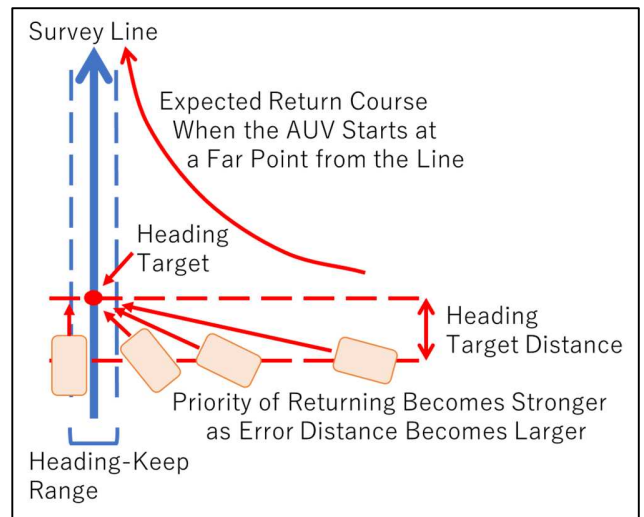 Survey Line
Expected Return Course
When the AUV Starts at
a Far Point from the Line
Heading
Target
Heading
Target Distance
Priority of Returning Becomes Stronger
as Error Distance Becomes Larger
Heading-Keep
Range